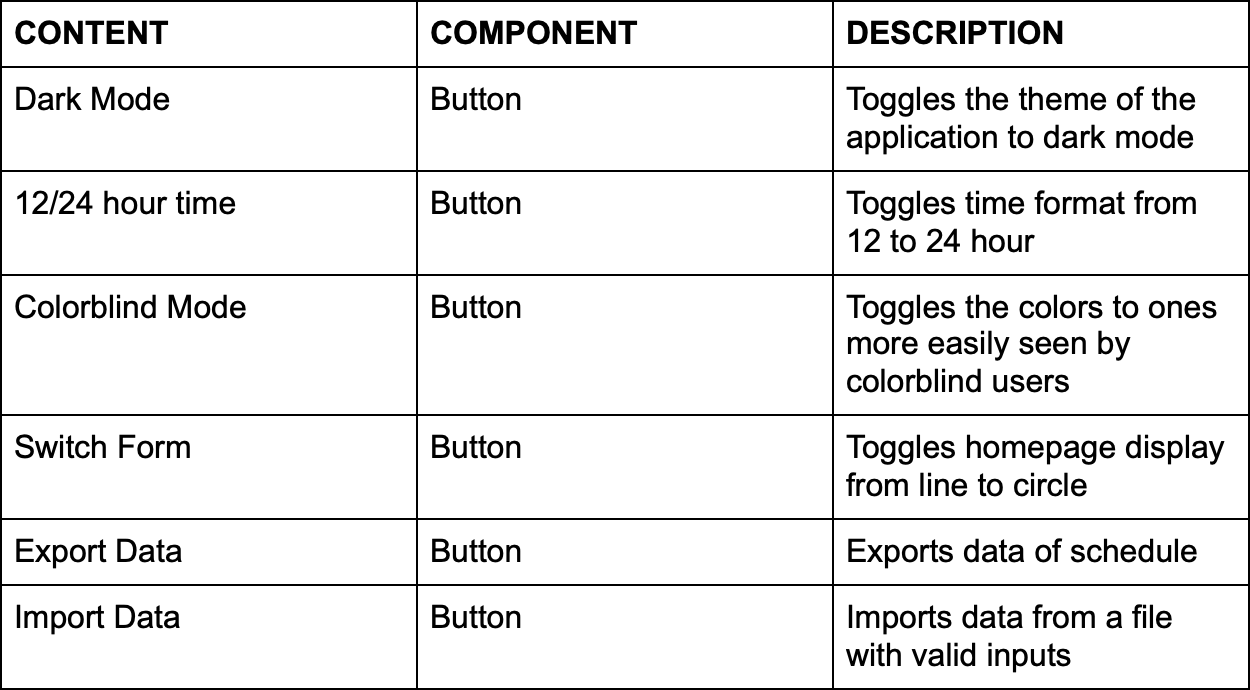 CONTENT COMPONENT DESCRIPTION
Dark Mode Button Toggles the theme of the
application to dark mode
12/24 hour time Button Toggles time format from
12 to 24 hour
Colorblind Mode Button Toggles the colors to ones
more easily seen by
colorblind users
Switch Form Button Toggles homepage display
from line to circle
Export Data Button Exports data of schedule
Import Data Button Imports data from a file
with valid inputs